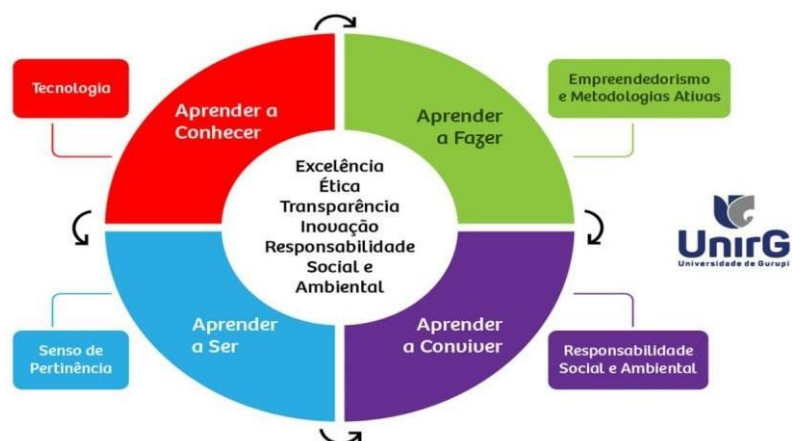 Tecnologia
Aprender a
Conhecer
Aprender
a Fazer
Empreendedorismo
e Metodologias Ativas
Excelência
Ética
Transparência
Inovação
Responsabilidade
Social e
Ambiental
UnirG
Universidade de Gurupi
Senso de
Pertinência
Aprender
a Ser
Aprender
a Conviver
Responsabilidade
Social e Ambiental